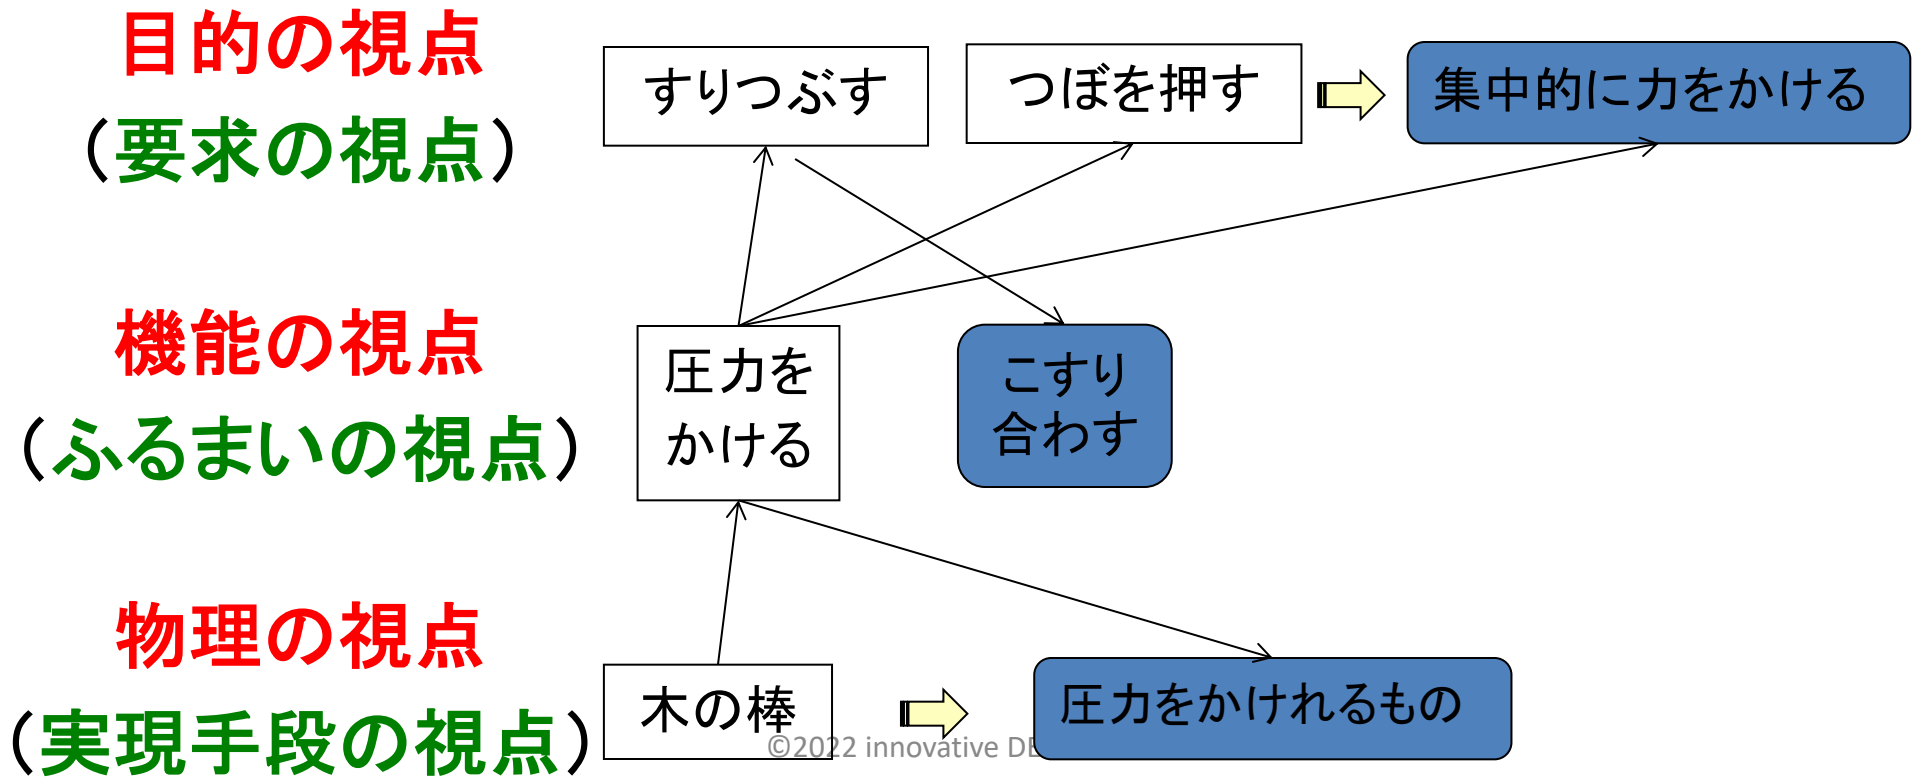 目的の視点
(要求の視点)
すりつぶす
つぼを押す
集中的に力をかける
機能の視点
(ふるまいの視点)
圧力を
かける
こすり
合わす
物理の視点
(実現手段の視点)
木の棒
圧力をかけれるもの
©2022 innovative